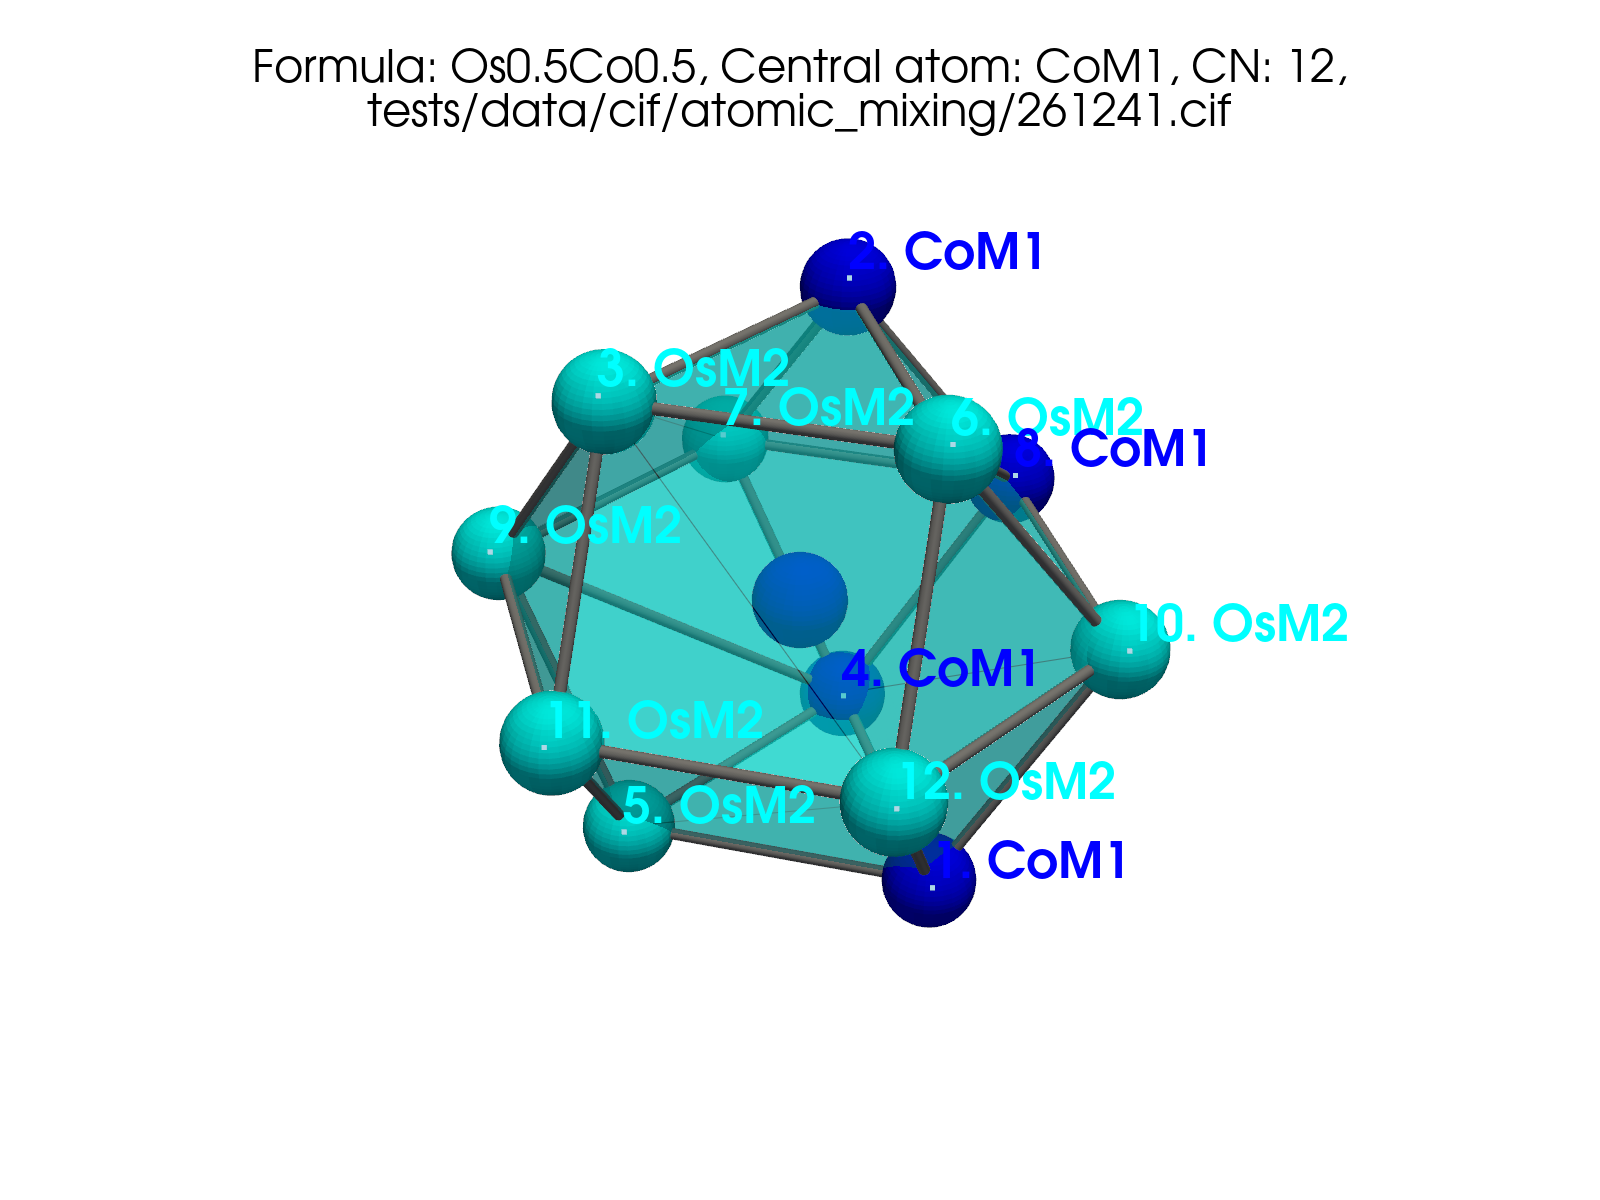 Formula: Os0.5Co0.5, Central atom: CoM1, CN: 12,
tests/data/cif/atomic_mixing/261241.cif
2. CoM1
3. OsM2
7. OsM2
6. OsM2
8. CoM1
9. OsM2
10. OsM2
4. CoM1
11. OsM2
12. OsM2
5. OsM2
1. CoM1